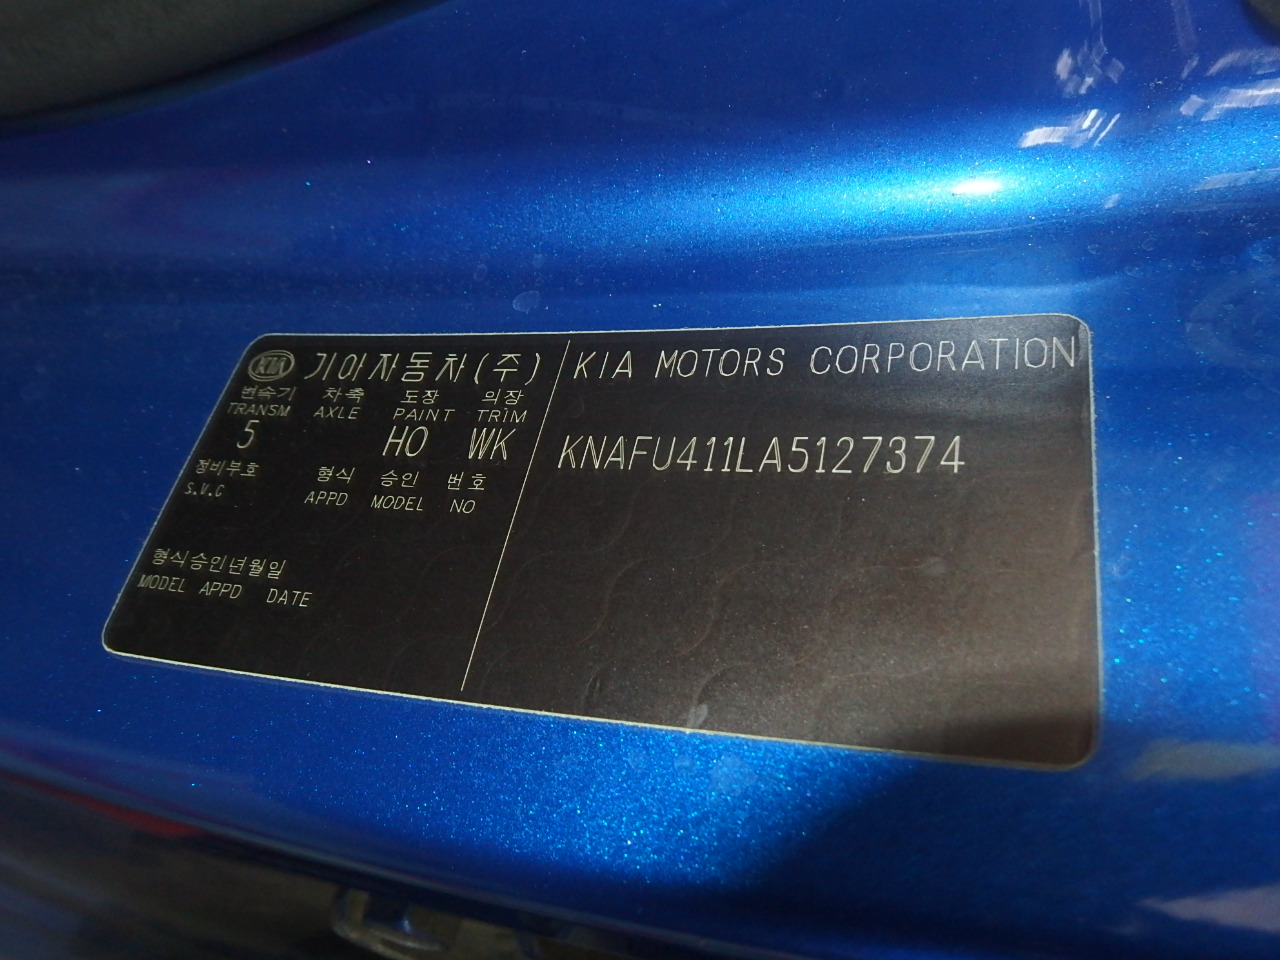 KIA 기아자동차(주)
변속기 차축 도장 의장
TRANSM AXLE PAINT TRIM
5 HO WK
정비부호 형식 승인 번호
S.V.C APPD MODEL NO
형식승인년월일
MODEL APPD DATE
KIA MOTORS CORPORATION
KNAFU411LA5127374